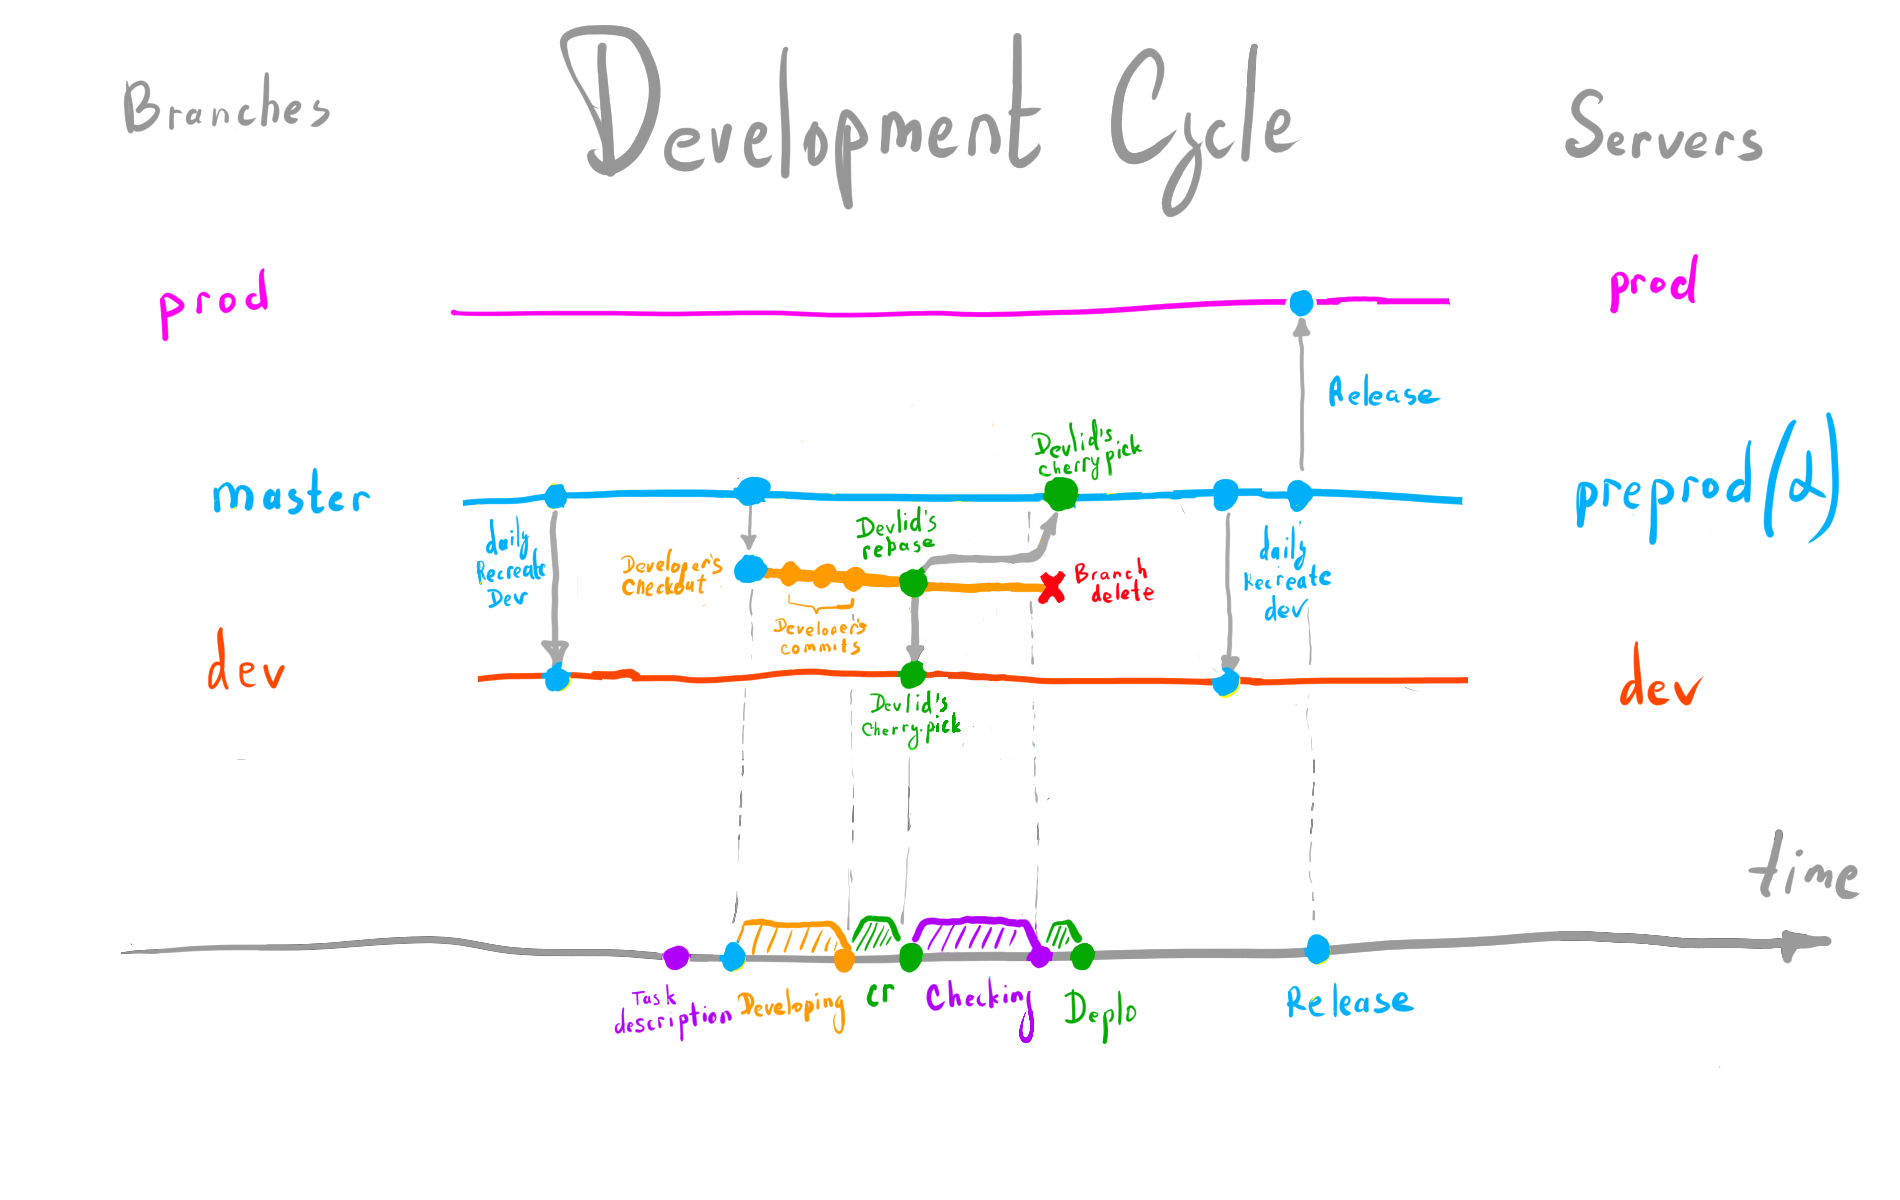 Branches
Development Cycle
Servers
prod
prod
Release
Devlid's
cherry pick
master
preprod(α)
daily
Recreate
Dev
Developer's
Checkout
Devlid's
rebase
Branch
delete
daily
Recreate
dev
Developer's
commits
dev
dev
Devlid's
Cherry-pick
time
Task
description
Developing
cr
Checking
Deplo
Release